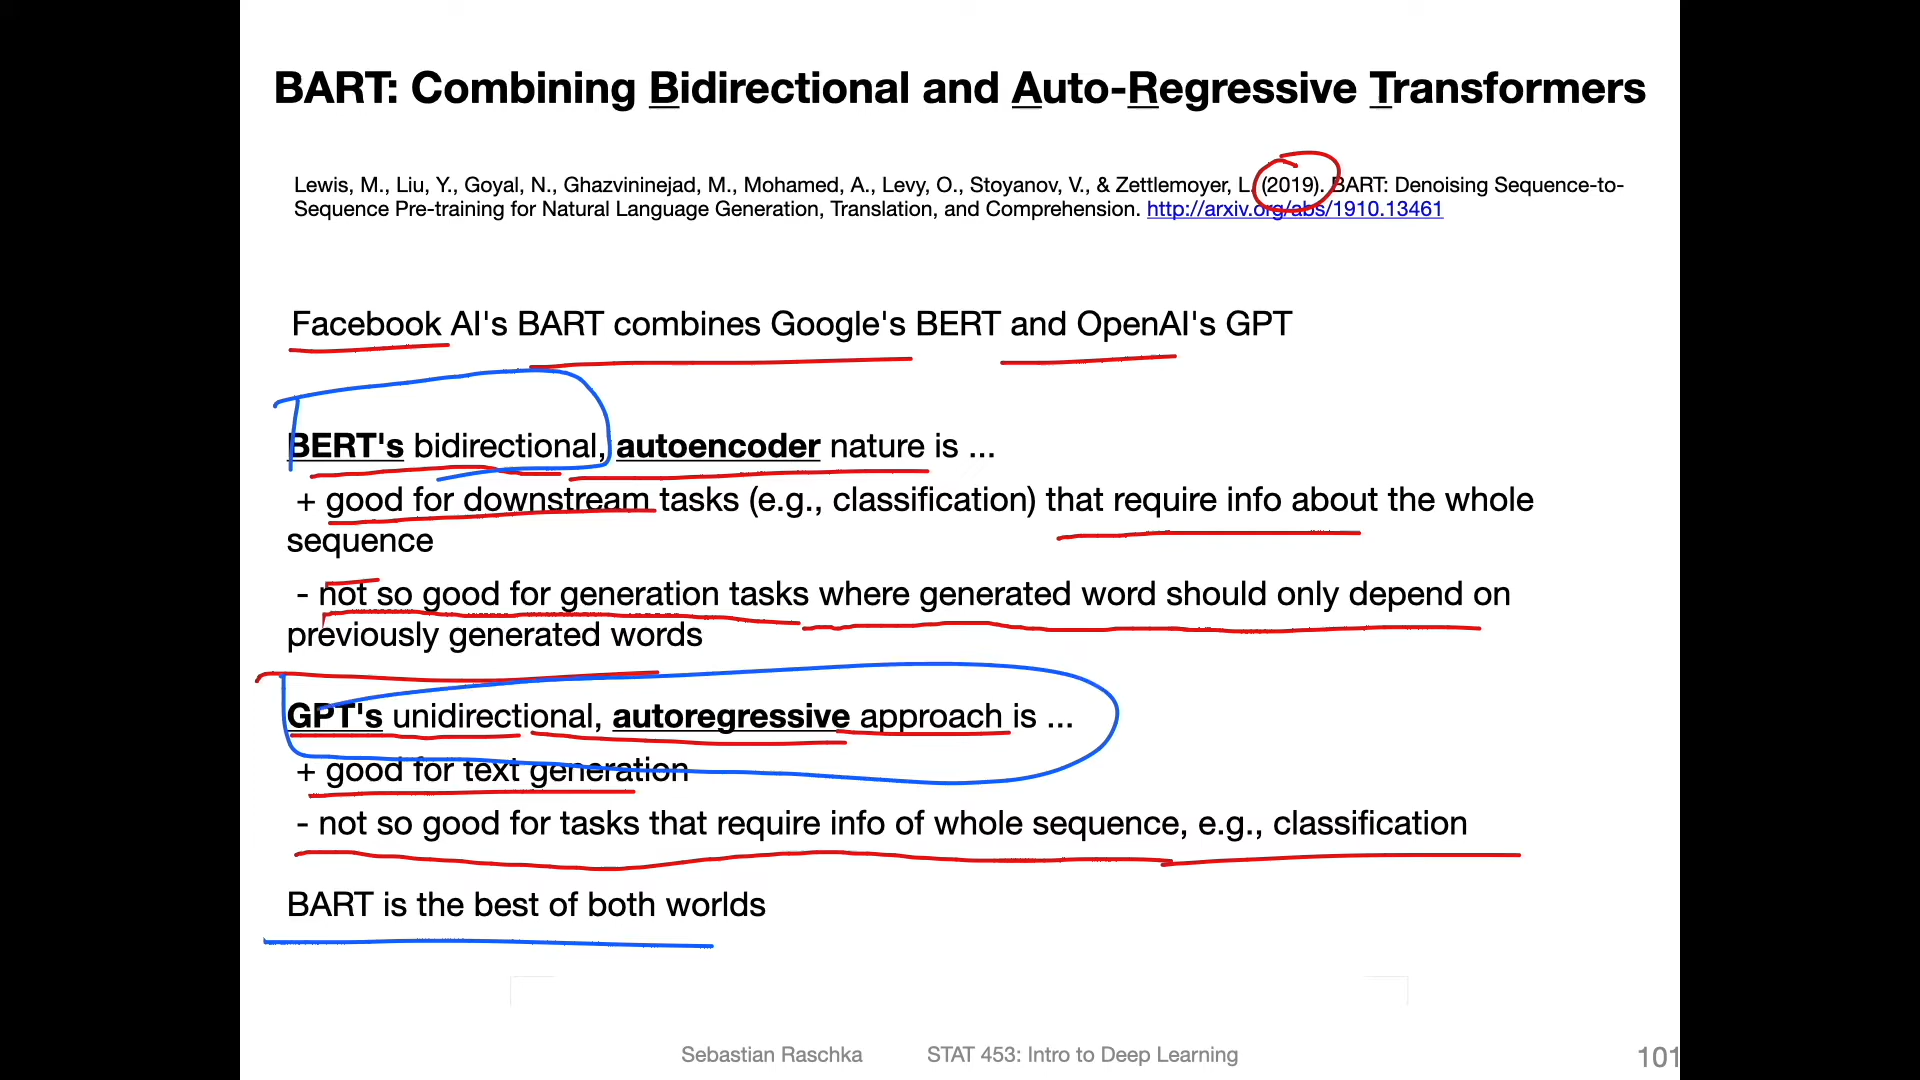 BART: Combining Bidirectional and Auto-Regressive Transformers
Lewis, M., Liu, Y., Goyal, N., Ghazvininejad, M., Mohamed, A., Levy, O., Stoyanov, V., & Zettlemoyer, L. (2019). BART: Denoising Sequence-to-
Sequence Pre-training for Natural Language Generation, Translation, and Comprehension. http://arxiv.org/abs/1910.13461
Facebook AI's BART combines Google's BERT and OpenAI's GPT
BERT's bidirectional, autoencoder nature is ...
+ good for downstream tasks (e.g., classification) that require info about the whole
sequence
- not so good for generation tasks where generated word should only depend on
previously generated words
GPT's unidirectional, autoregressive approach is ...
+ good for text generation
- not so good for tasks that require info of whole sequence, e.g., classification
BART is the best of both worlds
Sebastian Raschka STAT 453: Intro to Deep Learning 101